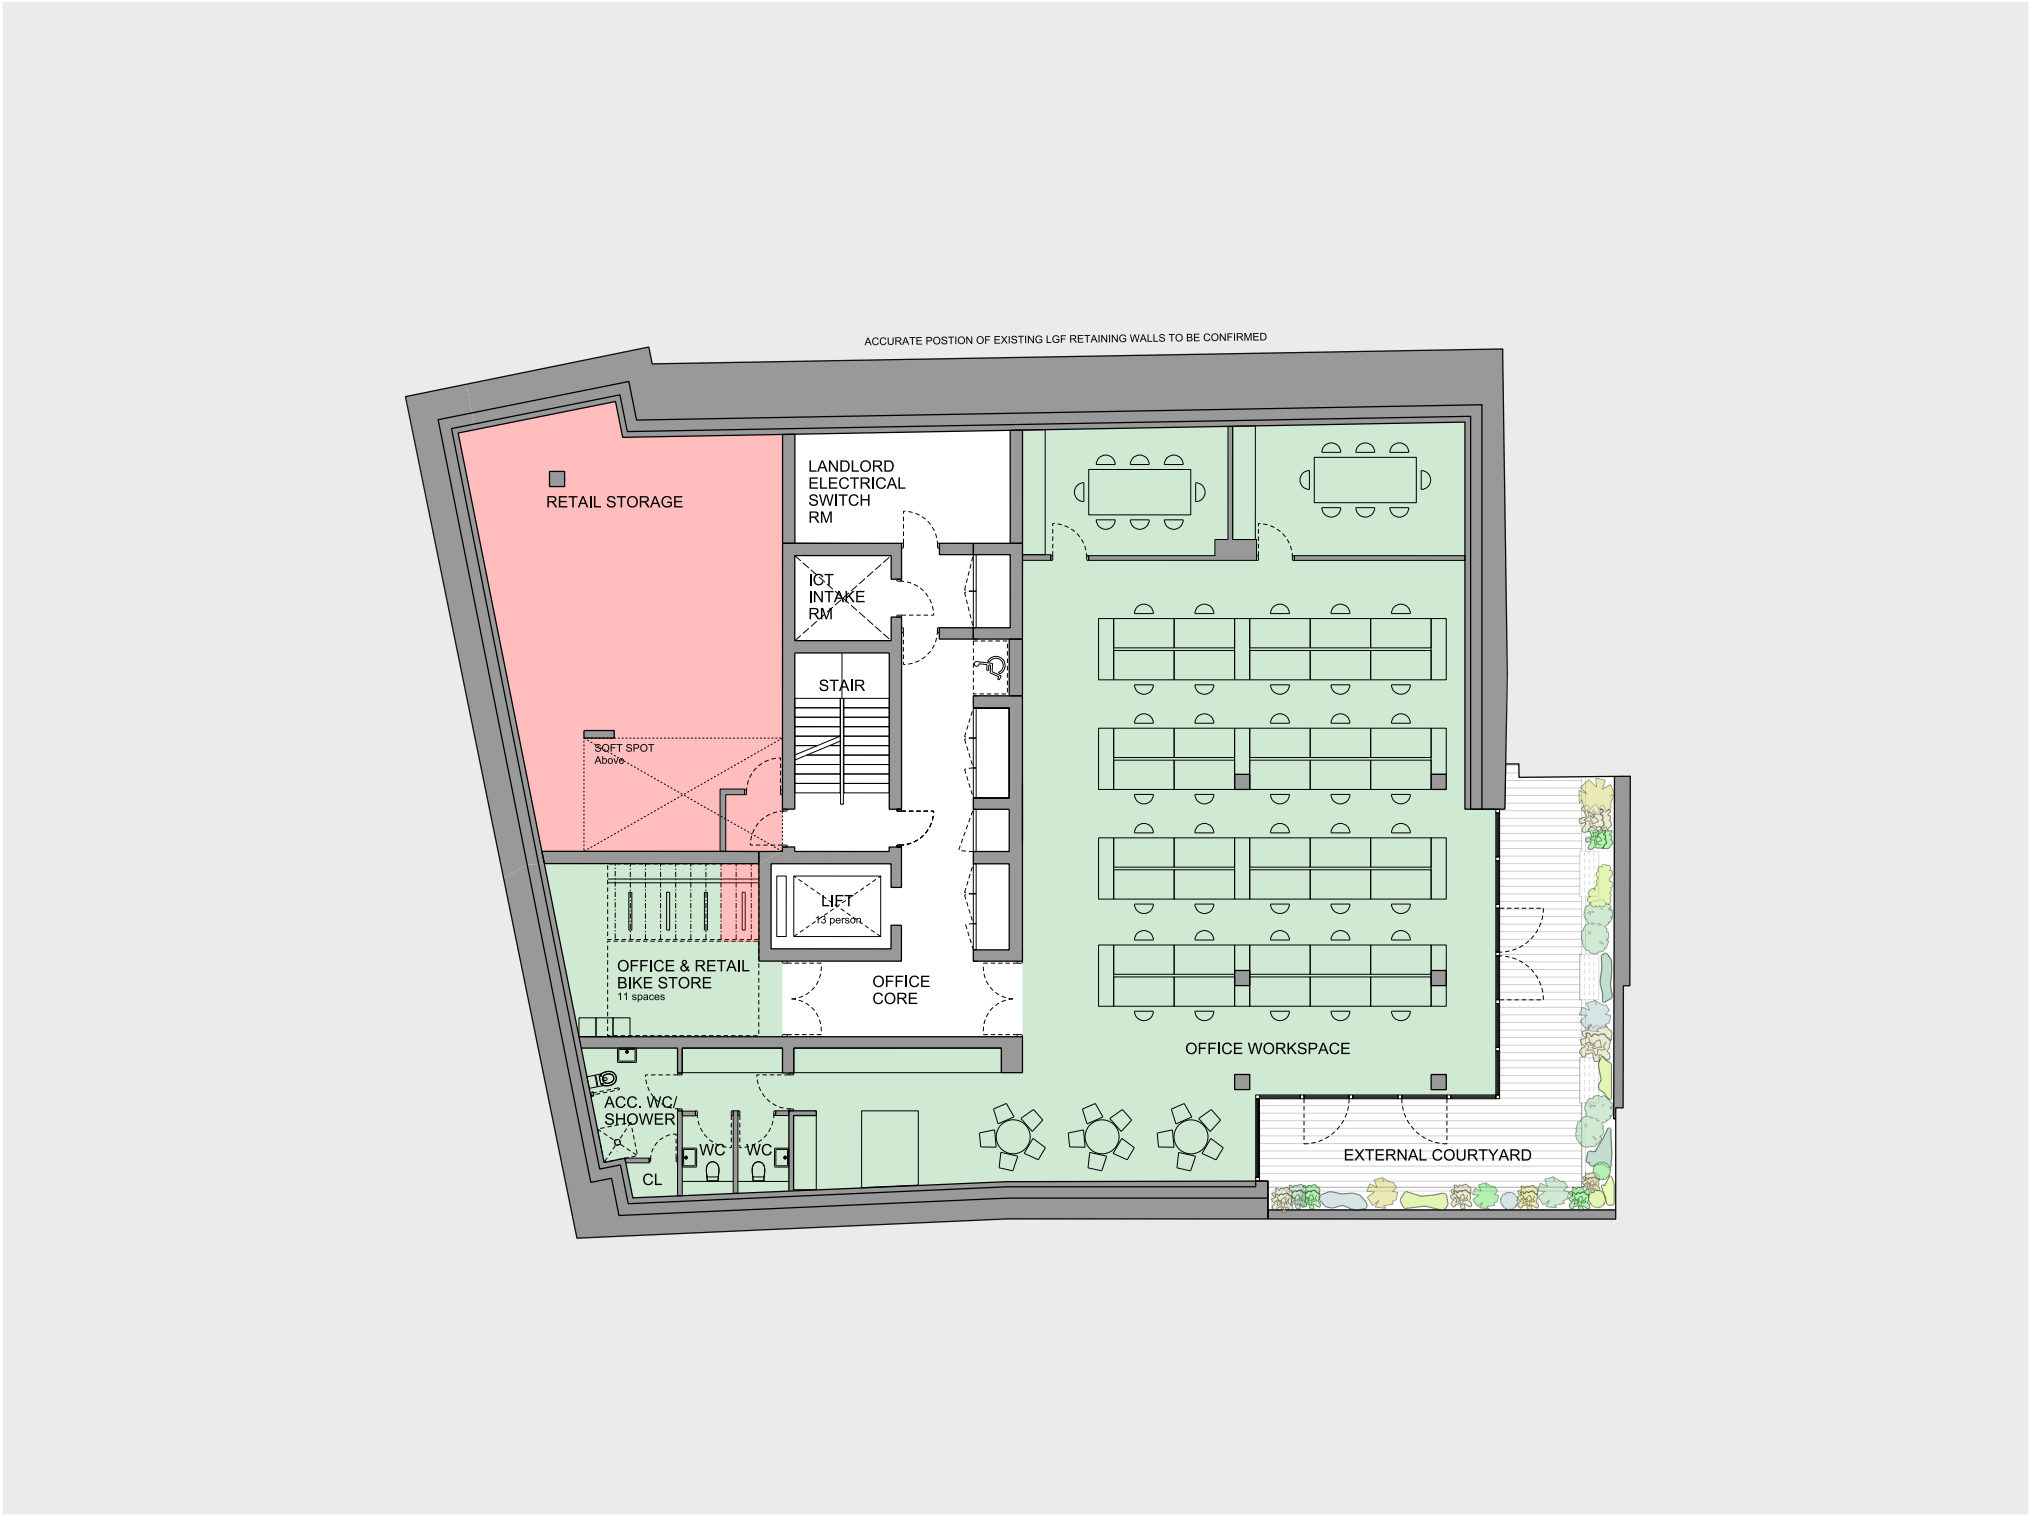 ACCURATE POSTION OF EXISTING LGF RETAINING WALLS TO BE CONFIRMED
LANDLORD
ELECTRICAL
SWITCH
RM
RETAIL STORAGE
ICT
INTAKE
RM
STAIR
SOFT SPOT
Above
LIFT
13 person
OFFICE & RETAIL
BIKE STORE
11 spaces
OFFICE
CORE
OFFICE WORKSPACE
ACC. WC/
SHOWER
WC
WC
CL
EXTERNAL COURTYARD